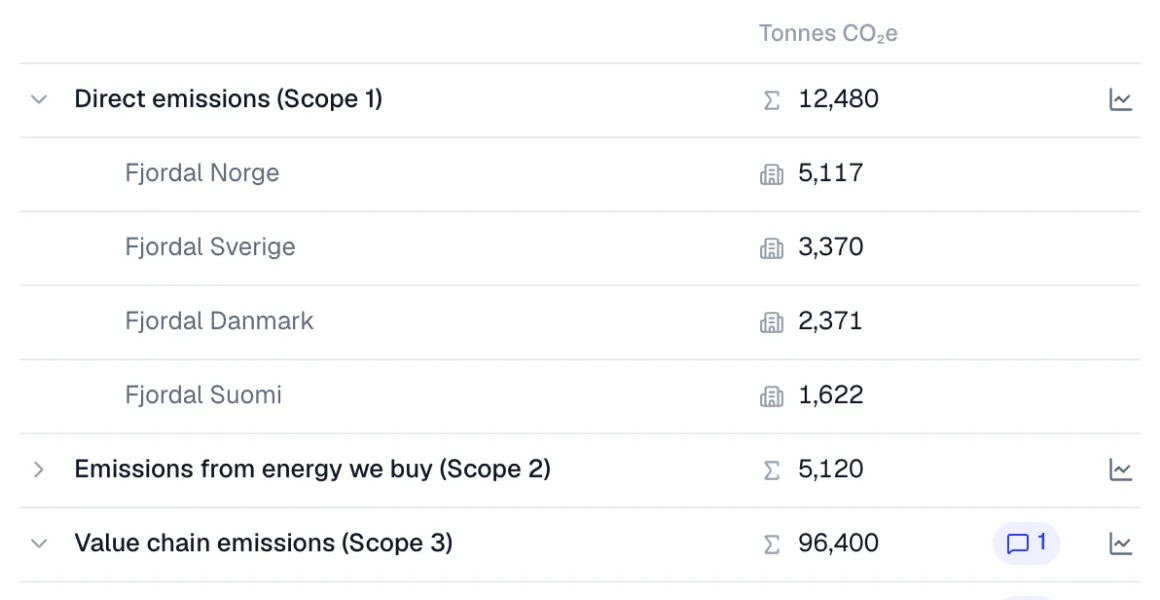 Tonnes CO₂e
Direct emissions (Scope 1) Σ 12,480
Fjordal Norge 5,117
Fjordal Sverige 3,370
Fjordal Danmark 2,371
Fjordal Suomi 1,622
Emissions from energy we buy (Scope 2) Σ 5,120
Value chain emissions (Scope 3) Σ 96,400 1